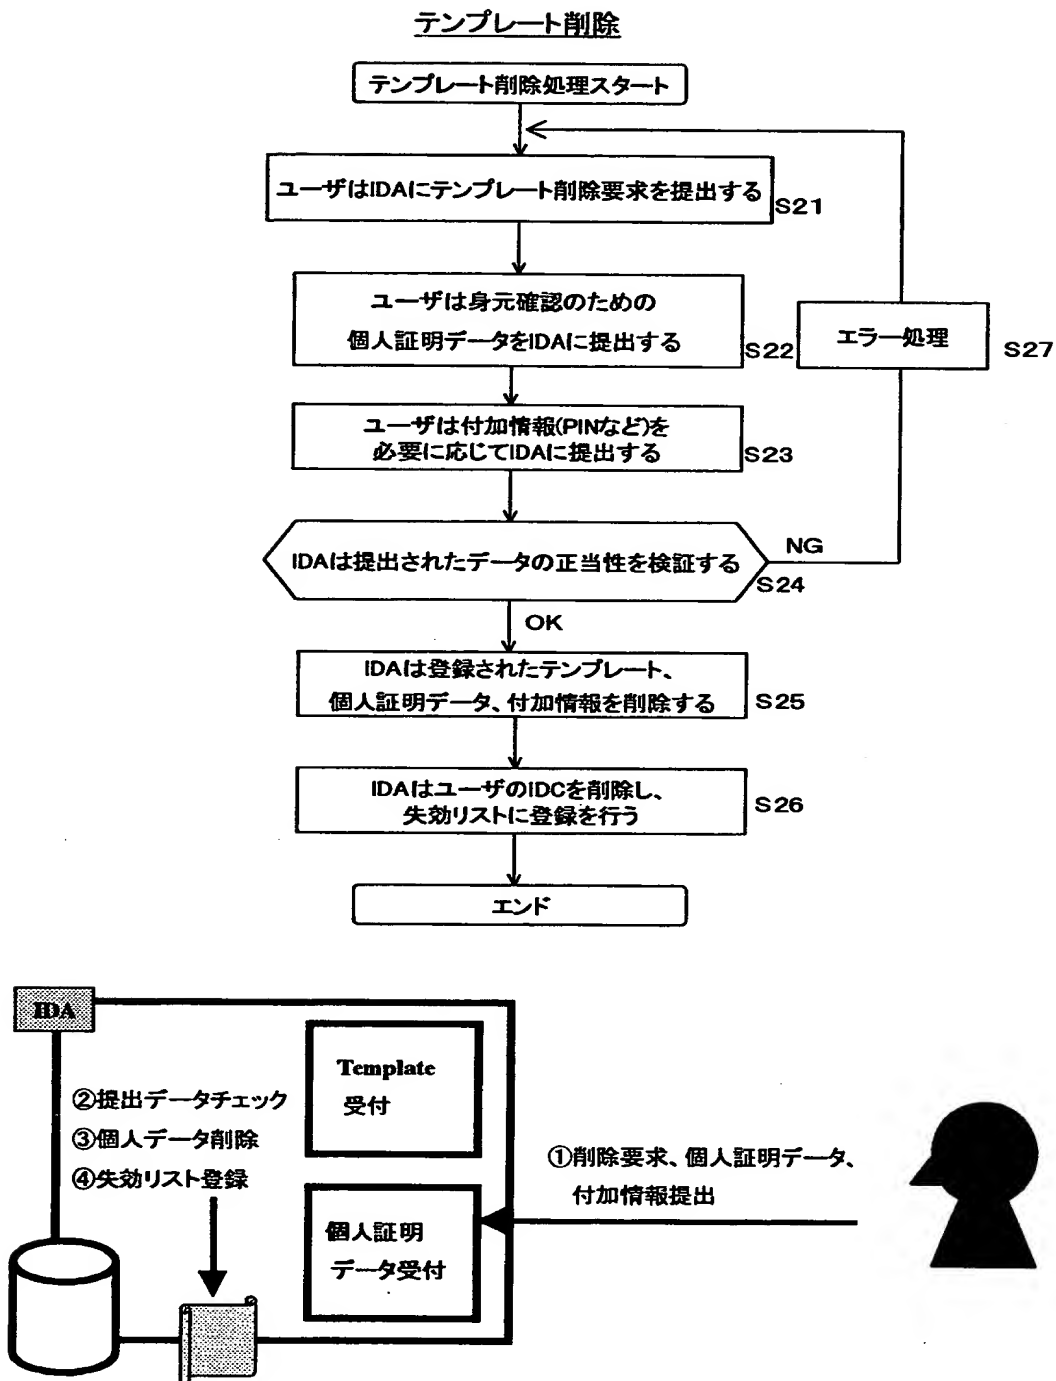 テンプレート削除
テンプレート削除処理スタート
ユーザはIDAにテンプレート削除要求を提出する
S21
ユーザは身元確認のための
個人証明データをIDAに提出する
S22
エラー処理
S27
ユーザは付加情報(PINなど)を
必要に応じてIDAに提出する
S23
IDAは提出されたデータの正当性を検証する
NG
S24
OK
IDAは登録されたテンプレート、
個人証明データ、付加情報を削除する
S25
IDAはユーザのIDCを削除し、
失効リストに登録を行う
S26
エンド
IDA
Template
受付
②提出データチェック
③個人データ削除
④失効リスト登録
①削除要求、個人証明データ、
付加情報提出
個人証明
データ受付